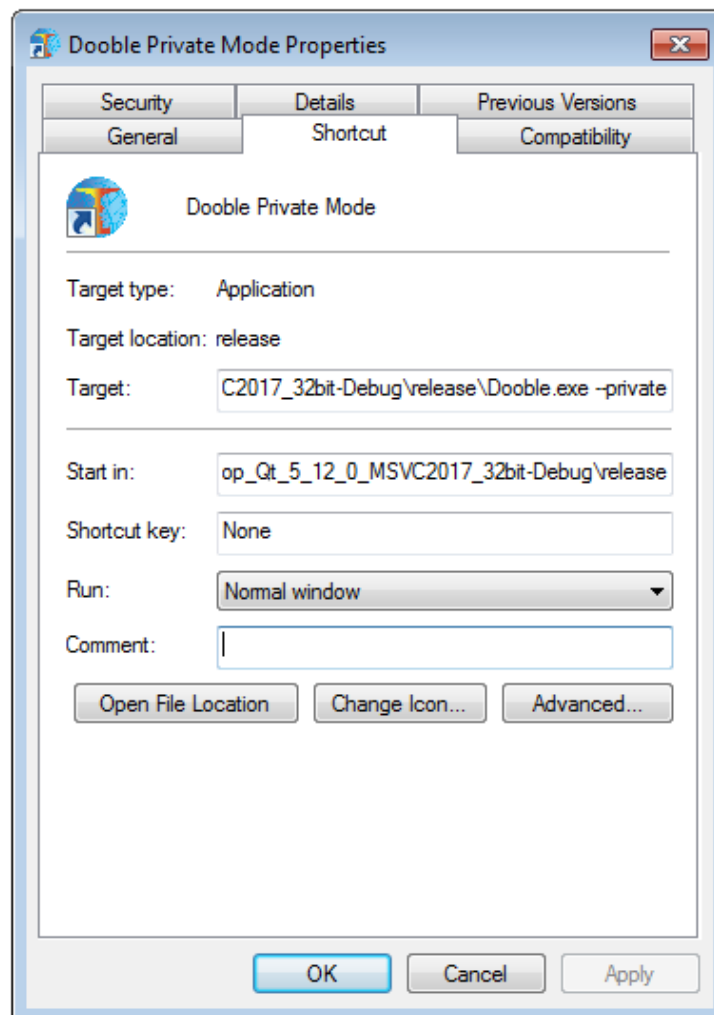 Dooble Private Mode Properties
Security Details Previous Versions
General Shortcut Compatibility
Dooble Private Mode
Target type: Application
Target location: release
Target: C2017_32bit-Debug\release\Dooble.exe --private
Start in: op_Qt_5_12_0_MSVC2017_32bit-Debug\release
Shortcut key: None
Run: Normal window
Comment:
Open File Location Change Icon... Advanced...
OK Cancel Apply